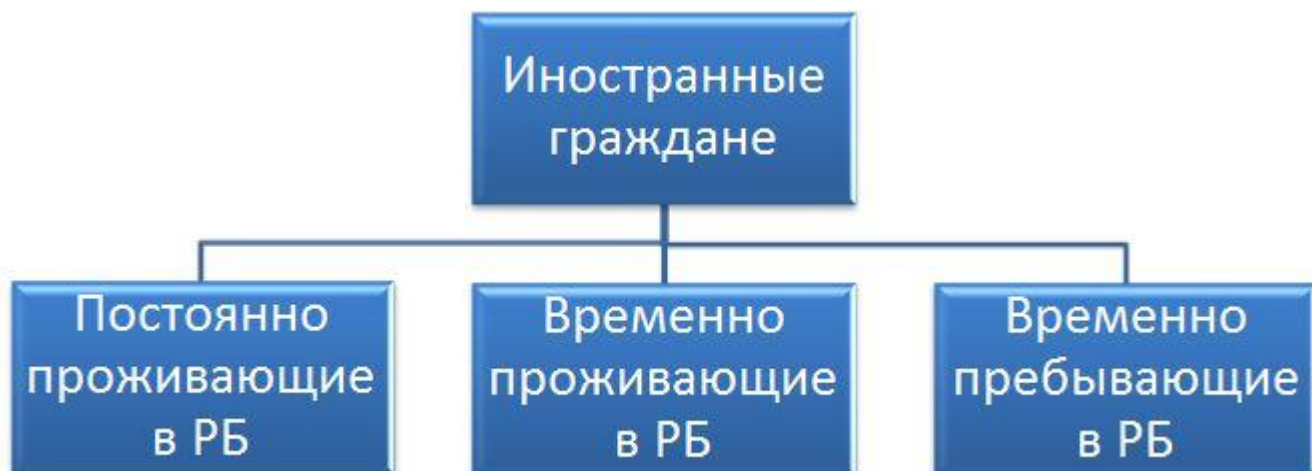 Иностранные
граждане
Постоянно
проживающие
в РБ
Временно
проживающие
в РБ
Временно
пребывающие
в РБ